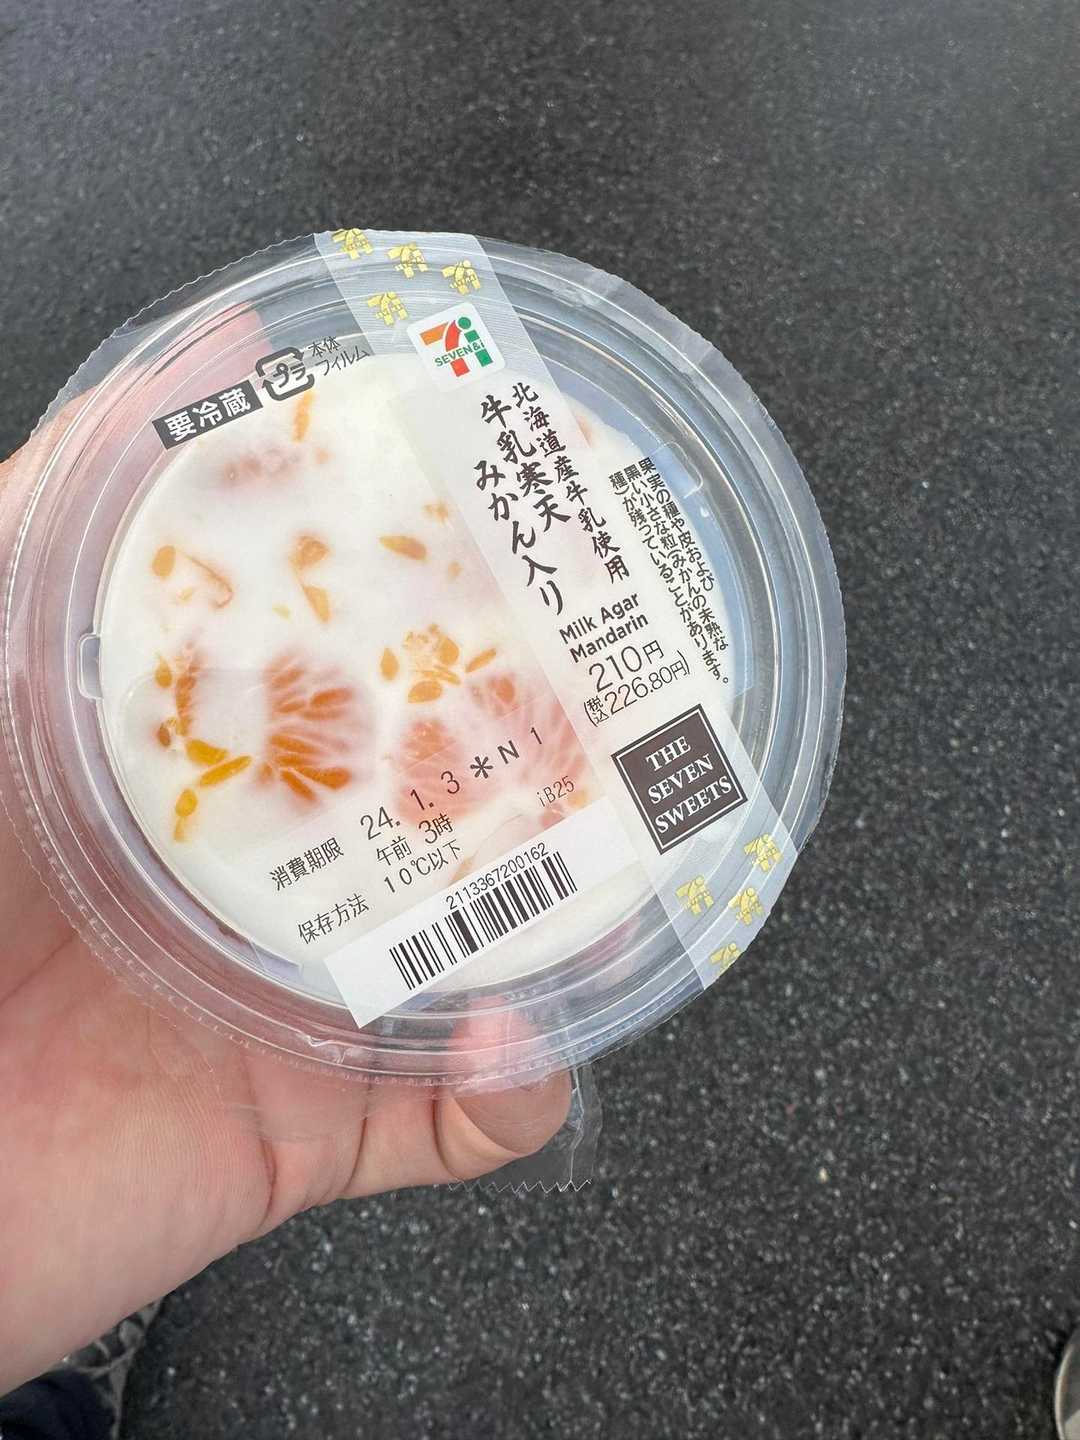 SEVEN&i
本体
フィルム
プラ
要冷蔵
北海道産牛乳使用
牛乳寒天
みかん入り
Milk Agar
Mandarin
210円
(税込226.80円)
果実の種や皮および未熟な
黒い小さな粒(みかんの
種)が残っていることがあります。
THE
SEVEN
SWEETS
消費期限 24. 1. 3 *N 1
午前 3時
iB25
保存方法 10℃以下
2113367200162